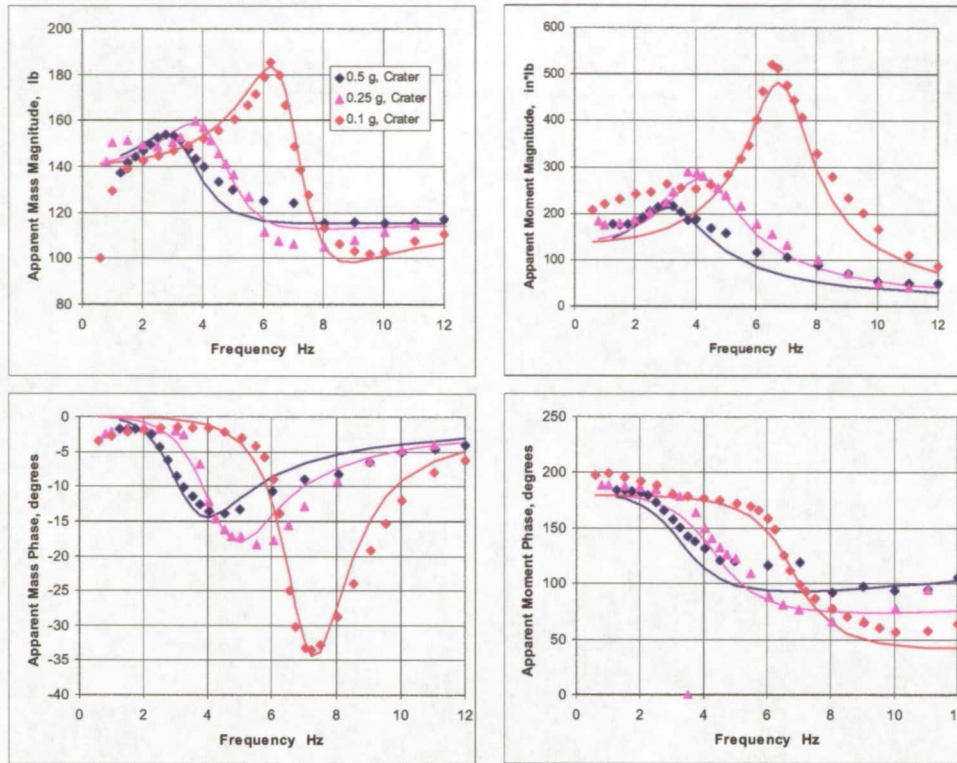 Apparent Mass Magnitude, lb
200
180
160
140
120
100
80
0 2 4 6 8 10 12
Frequency Hz
0.5 g, Crater
0.25 g, Crater
0.1 g, Crater
Apparent Moment Magnitude, in*lb
600
500
400
300
200
100
0
0 2 4 6 8 10 12
Frequency Hz
Apparent Mass Phase, degrees
0
-5
-10
-15
-20
-25
-30
-35
-40
0 2 4 6 8 10 12
Frequency Hz
Apparent Moment Phase, degrees
250
200
150
100
50
0
0 2 4 6 8 10 12
Frequency Hz